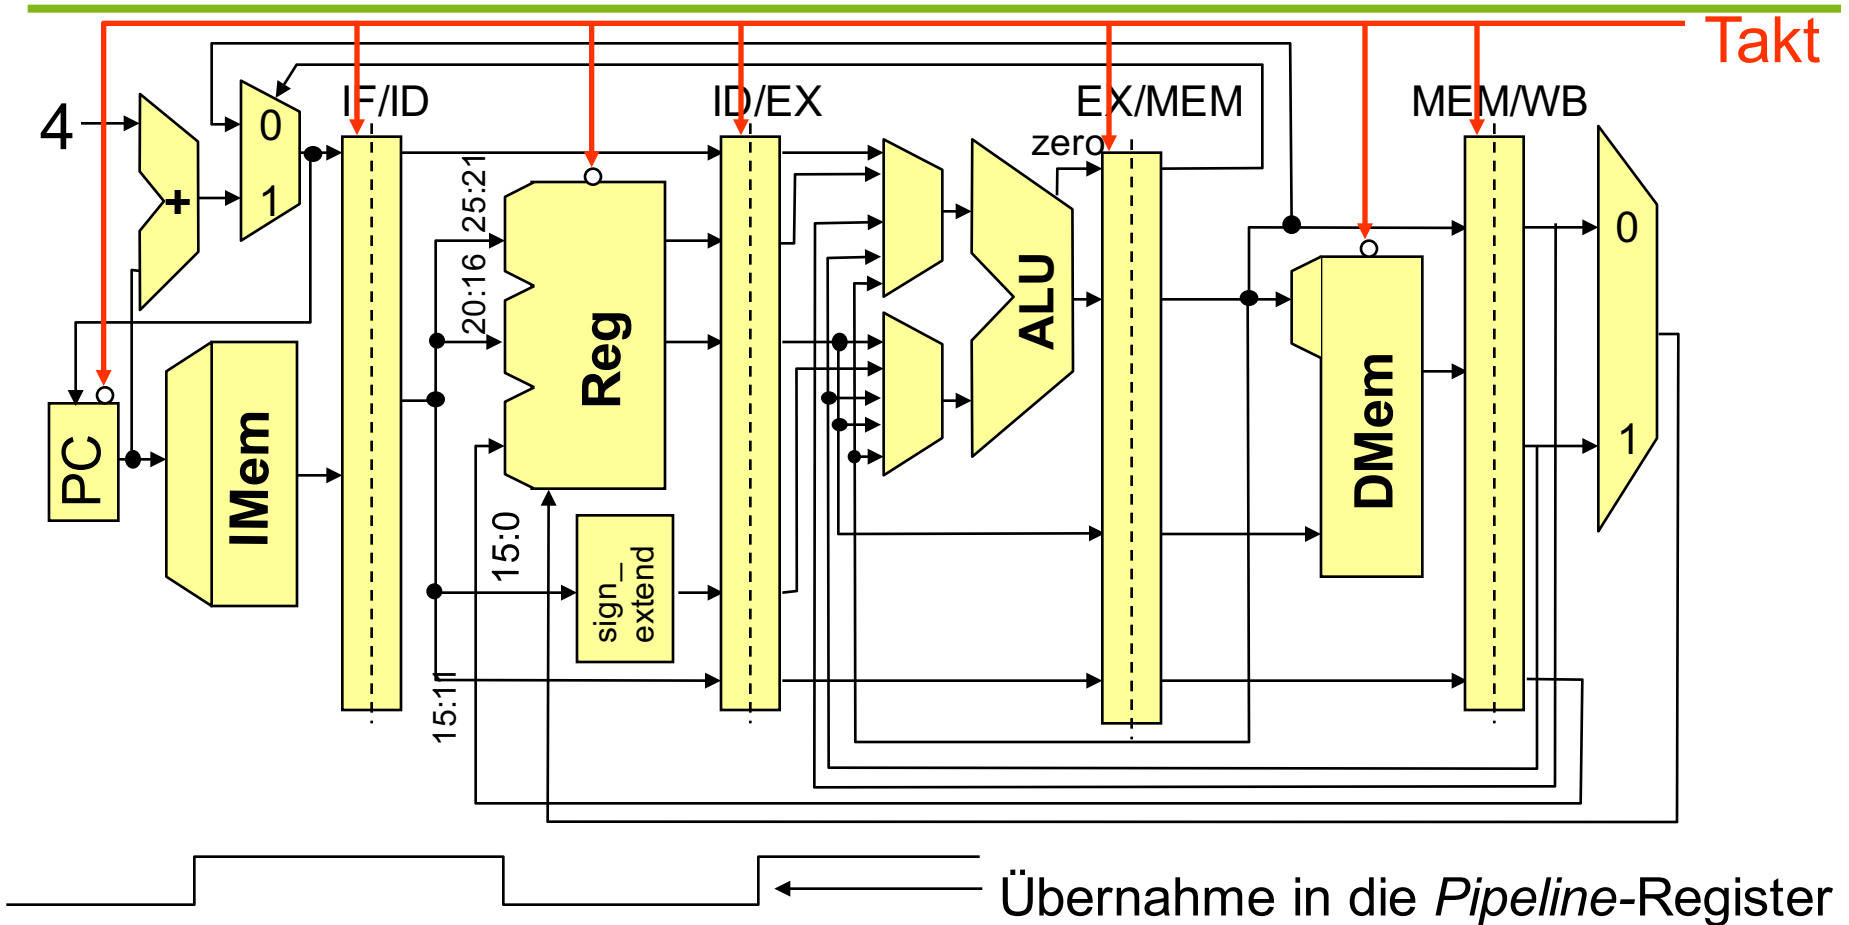 Takt
IF/ID
ID/EX
EX/MEM
MEM/WB
4
0
1
+
zero
25:21
20:16
15:0
15:11
PC
IMem
Reg
sign_
extend
ALU
DMem
0
1
Übernahme in die Pipeline-Register